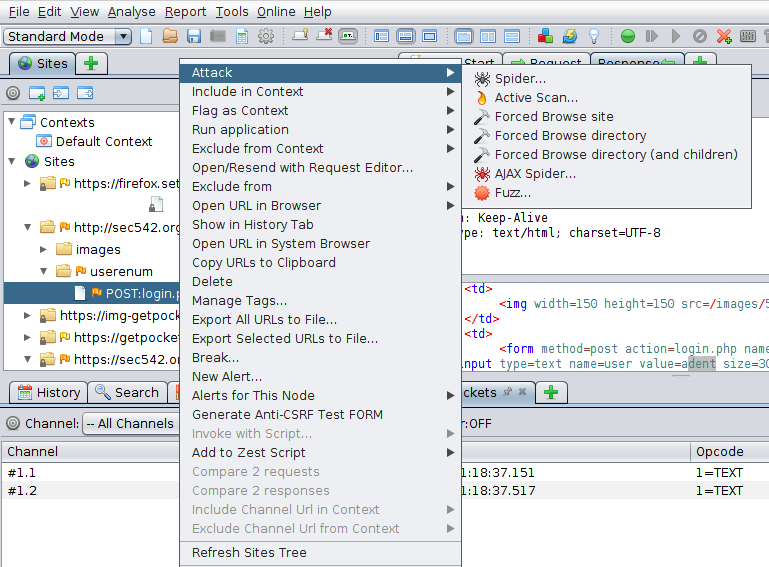 File Edit View Analyse Report Tools Online Help
Standard Mode
Sites
Start
Request
Response
Contexts
Default Context
Sites
https://firefox.set
http://sec542.org
images
userenum
POST:login.p
https://img-getpocke
https://getpocke
https://sec542.or
Attack
Include in Context
Flag as Context
Run application
Exclude from Context
Open/Resend with Request Editor...
Exclude from
Open URL in Browser
Show in History Tab
Open URL in System Browser
Copy URLs to Clipboard
Delete
Manage Tags...
Export All URLs to File...
Export Selected URLs to File...
Break...
New Alert...
Alerts for This Node
Generate Anti-CSRF Test FORM
Invoke with Script...
Add to Zest Script
Compare 2 requests
Compare 2 responses
Include Channel Url in Context
Exclude Channel Url from Context
Refresh Sites Tree
Spider...
Active Scan...
Forced Browse site
Forced Browse directory
Forced Browse directory (and children)
AJAX Spider...
Fuzz...
: Keep-Alive
ype: text/html; charset=UTF-8
<td>
<img width=150 height=150 src=/images/5
</td>
<td>
<form method=post action=login.php name
input type=text name=user value=adent size=30
History
Search
ckets
Channel: -- All Channels
r:OFF
Channel
Opcode
#1.1
1:18:37.151
1=TEXT
#1.2
1:18:37.517
1=TEXT